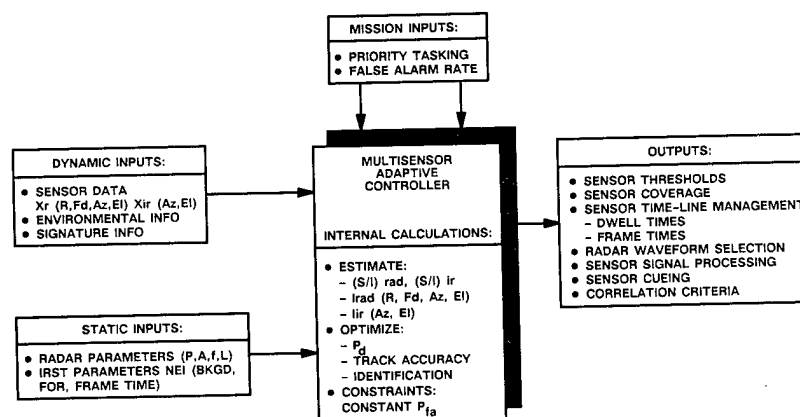 MISSION INPUTS:
● PRIORITY TASKING
● FALSE ALARM RATE
DYNAMIC INPUTS:
● SENSOR DATA
Xr (R,Fd,Az,El) Xir (Az,El)
● ENVIRONMENTAL INFO
● SIGNATURE INFO
STATIC INPUTS:
● RADAR PARAMETERS (P,A,f,L)
● IRST PARAMETERS NEI (BKGD,
FOR, FRAME TIME)
MULTISENSOR
ADAPTIVE
CONTROLLER
INTERNAL CALCULATIONS:
● ESTIMATE:
– (S/I) rad, (S/I) ir
– Irad (R, Fd, Az, El)
– Iir (Az, El)
● OPTIMIZE:
– Pd
– TRACK ACCURACY
– IDENTIFICATION
● CONSTRAINTS:
CONSTANT Pfa
OUTPUTS:
● SENSOR THRESHOLDS
● SENSOR COVERAGE
● SENSOR TIME-LINE MANAGEMENT
– DWELL TIMES
– FRAME TIMES
● RADAR WAVEFORM SELECTION
● SENSOR SIGNAL PROCESSING
● SENSOR CUEING
● CORRELATION CRITERIA